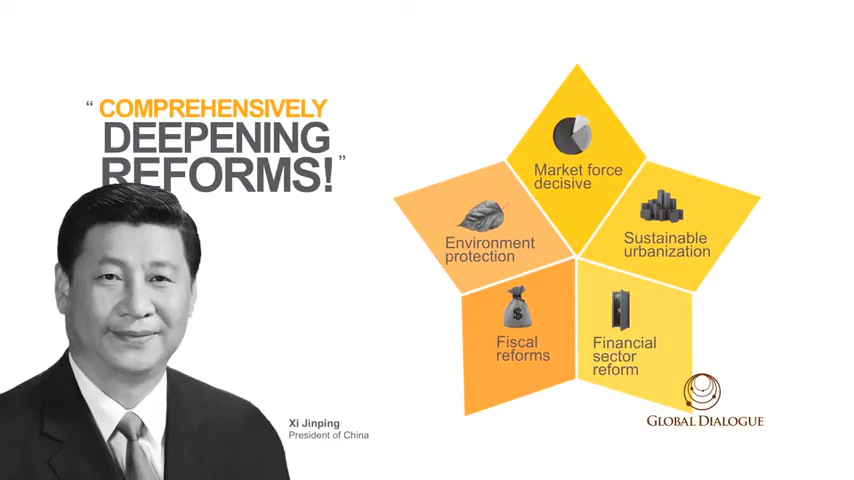 “ COMPREHENSIVELY
DEEPENING
REFORMS! ”
Xi Jinping
President of China
Market force
decisive
Environment
protection
Sustainable
urbanization
Fiscal
reforms
Financial
sector
reform
GLOBAL DIALOGUE